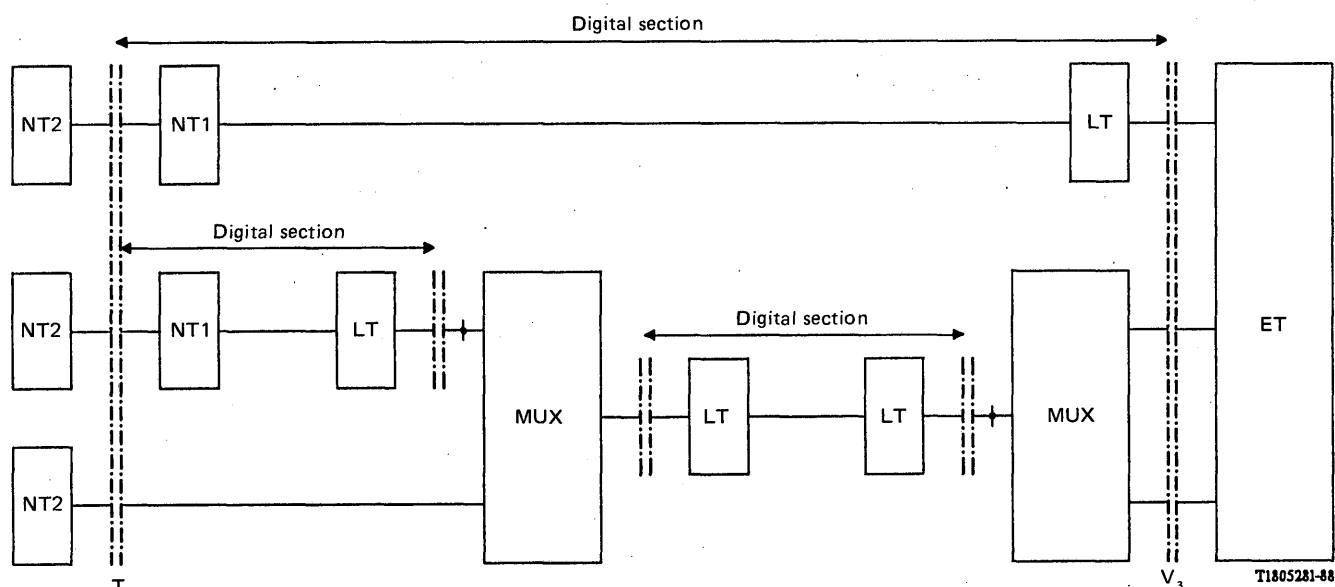 Digital section
NT2
NT1
LT
Digital section
NT2
NT1
LT
MUX
Digital section
LT
LT
MUX
ET
NT2
T
V3
T1805281-88